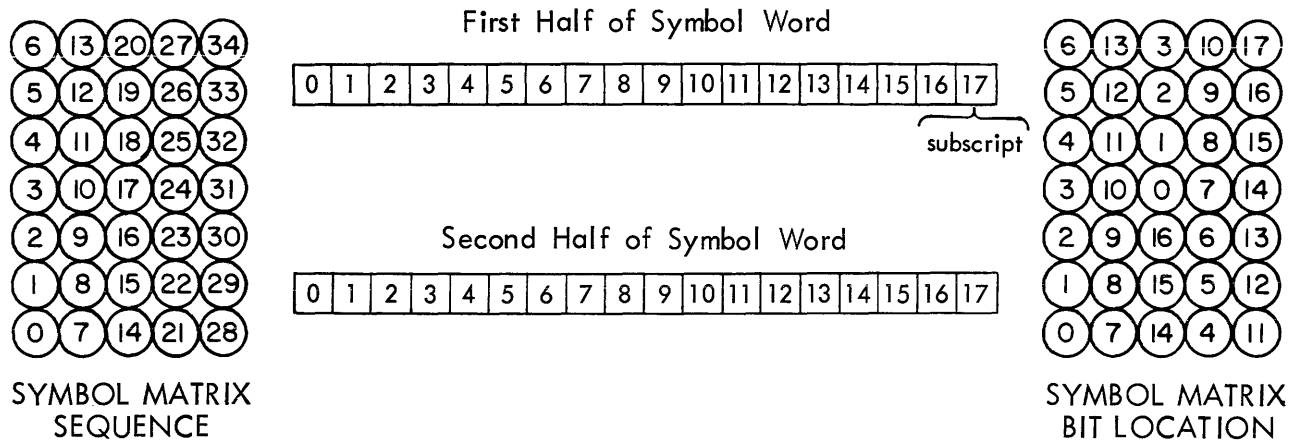 First Half of Symbol Word
6 13 20 27 34
5 12 19 26 33
4 11 18 25 32
3 10 17 24 31
2 9 16 23 30
1 8 15 22 29
0 7 14 21 28
SYMBOL MATRIX
SEQUENCE
0 1 2 3 4 5 6 7 8 9 10 11 12 13 14 15 16 17
subscript
Second Half of Symbol Word
0 1 2 3 4 5 6 7 8 9 10 11 12 13 14 15 16 17
6 13 3 10 17
5 12 2 9 16
4 11 1 8 15
3 10 0 7 14
2 9 16 6 13
1 8 15 5 12
0 7 14 4 11
SYMBOL MATRIX
BIT LOCATION